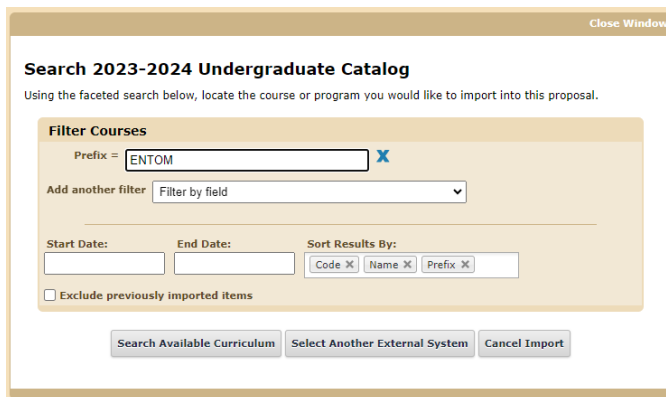 Close Window
Search 2023-2024 Undergraduate Catalog
Using the faceted search below, locate the course or program you would like to import into this proposal.
Filter Courses
Prefix = ENTOM X
Add another filter Filter by field
Start Date: End Date: Sort Results By:
Code Name Prefix
Exclude previously imported items
Search Available Curriculum Select Another External System Cancel Import